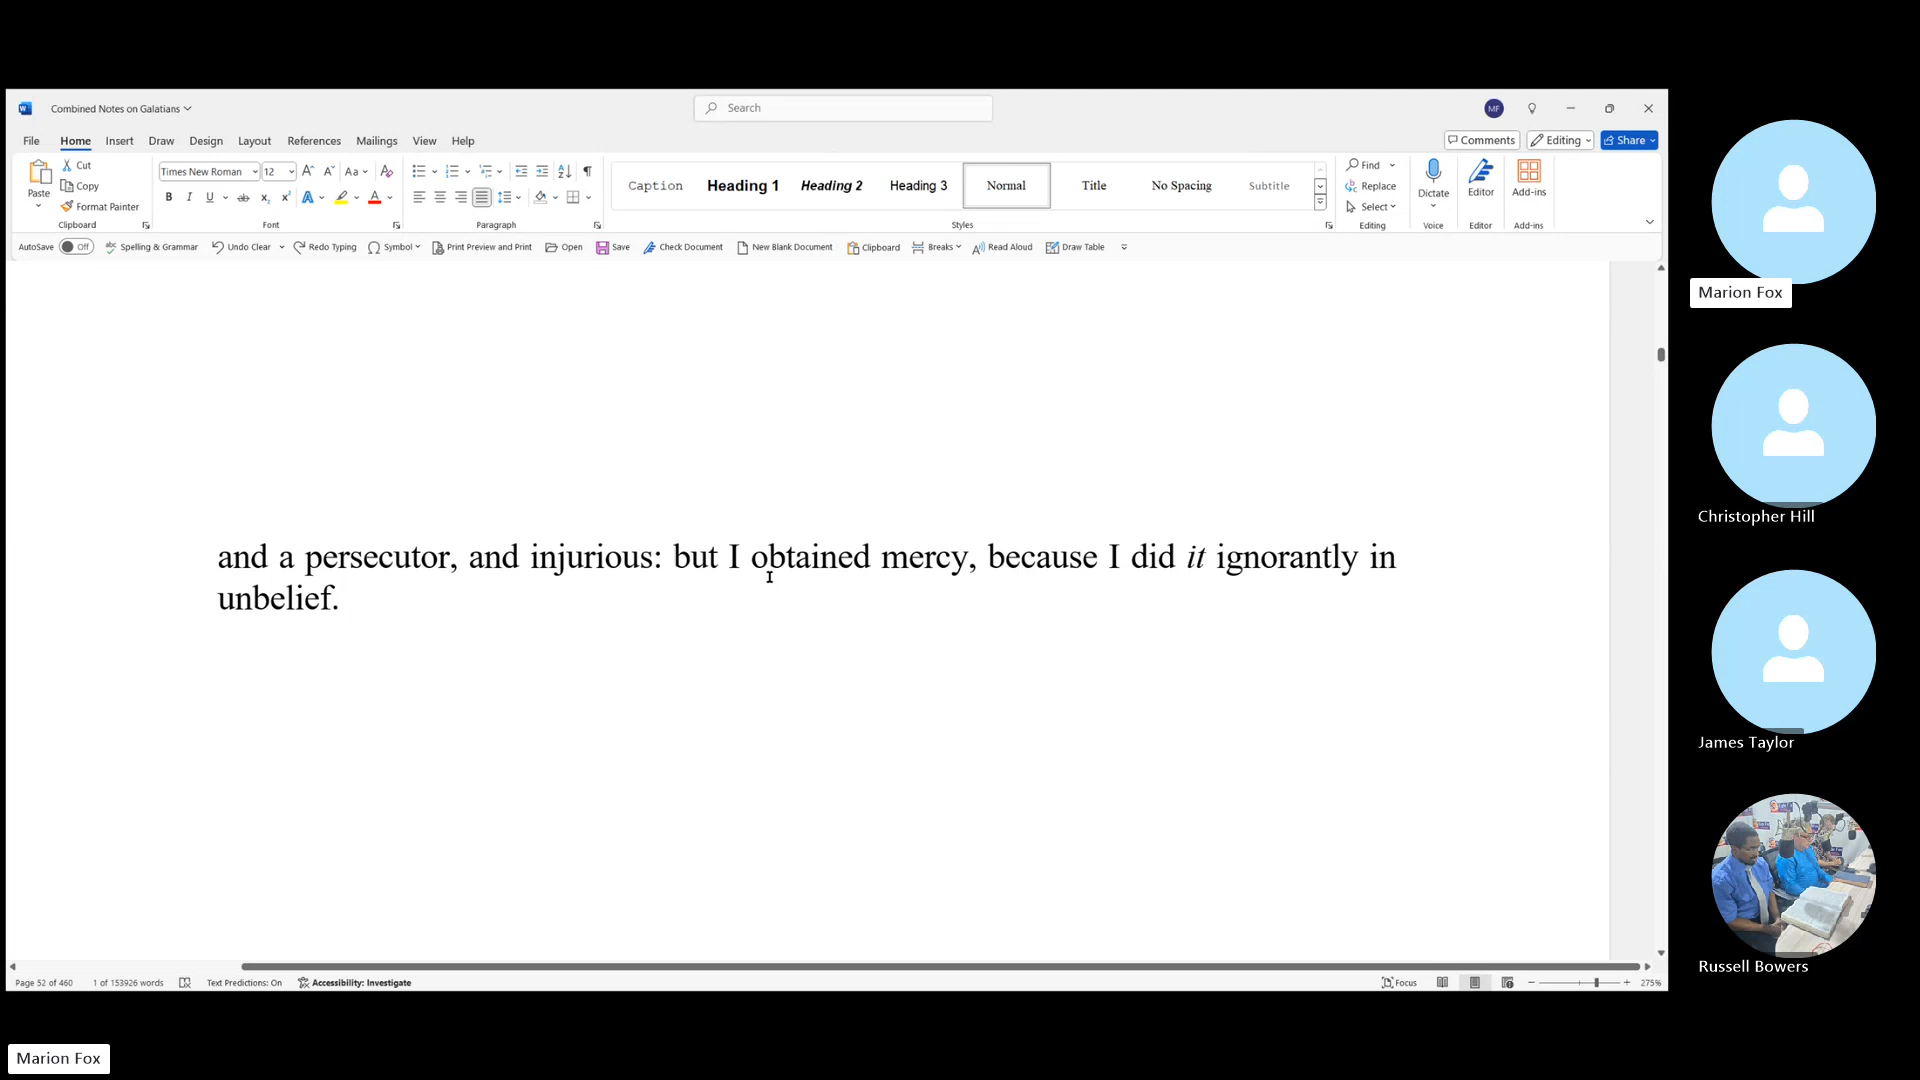 Combined Notes on Galatians
Search
MF
File Home Insert Draw Design Layout References Mailings View Help
Comments Editing Share
Paste
Cut
Copy
Format Painter
Clipboard
Times New Roman 12
Font
Paragraph
Caption Heading 1 Heading 2 Heading 3 Normal Title No Spacing Subtitle
Styles
Find
Replace
Select
Editing
Dictate
Voice
Editor
Editor
Add-ins
Add-ins
AutoSave Off Spelling & Grammar Undo Clear Redo Typing Symbol Print Preview and Print Open Save Check Document New Blank Document Clipboard Breaks Read Aloud Draw Table
and a persecutor, and injurious: but I obtained mercy, because I did it ignorantly in
unbelief.
Page 52 of 460 1 of 153926 words Text Predictions: On Accessibility: Investigate Focus 275%
Marion Fox
Christopher Hill
James Taylor
Russell Bowers
Marion Fox